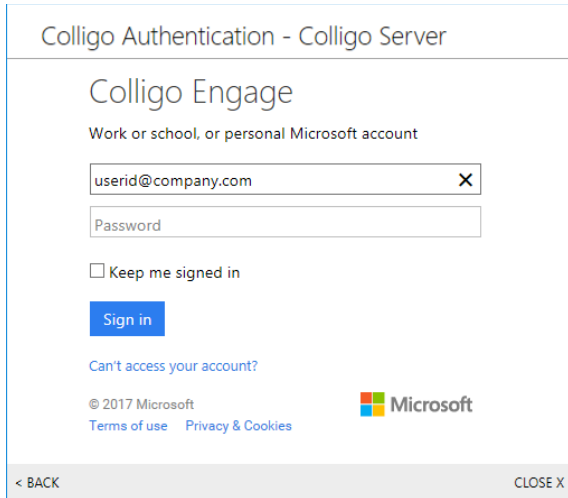 Colligo Authentication - Colligo Server
Colligo Engage
Work or school, or personal Microsoft account
userid@company.com
Password
Keep me signed in
Sign in
Can't access your account?
© 2017 Microsoft
Microsoft
Terms of use Privacy & Cookies
< BACK CLOSE X